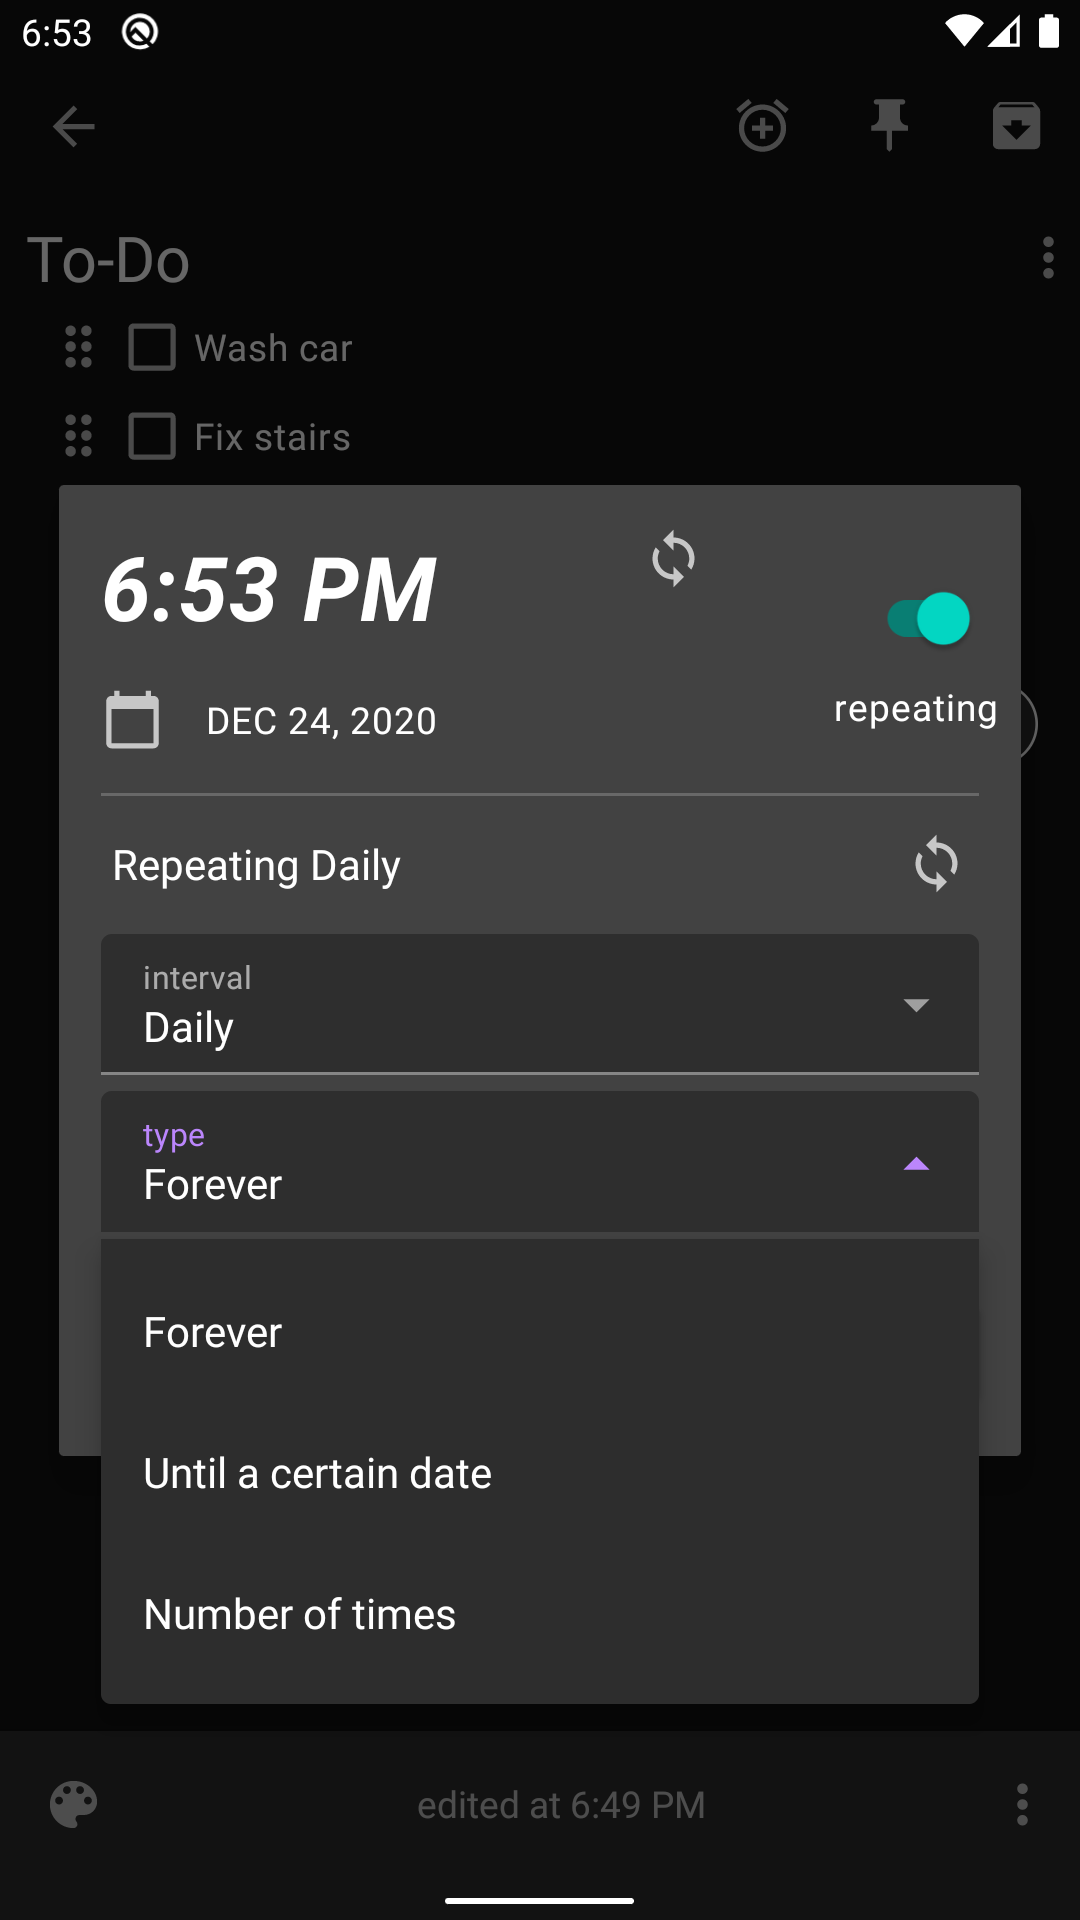 6:53
To-Do
Wash car
Fix stairs
6:53 PM
DEC 24, 2020
repeating
Repeating Daily
interval
Daily
type
Forever
Forever
Until a certain date
Number of times
edited at 6:49 PM